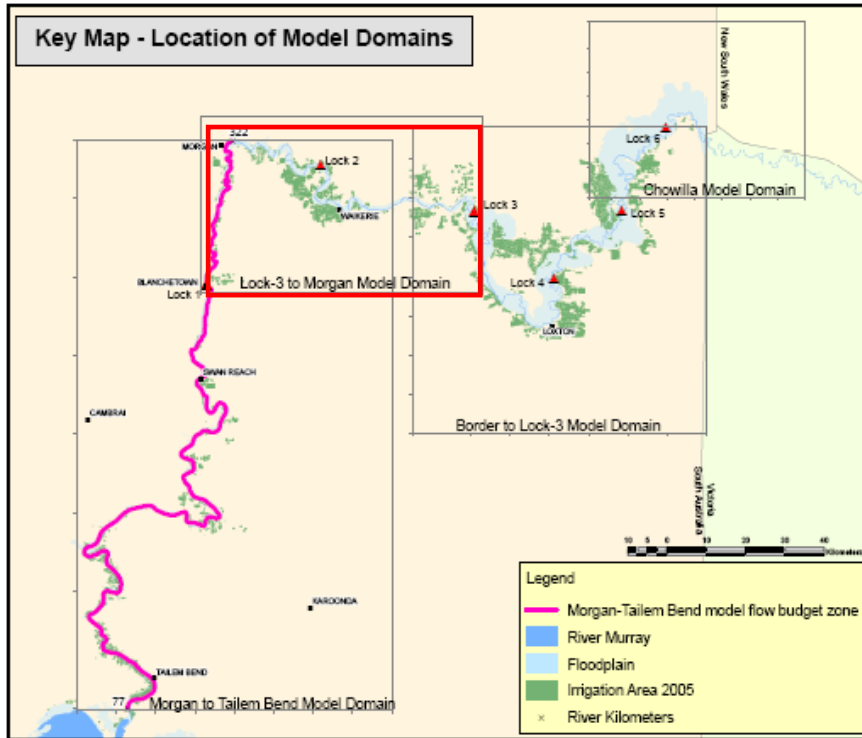 Key Map - Location of Model Domains
New South Wales
322
MORGAN
Lock 2
Lock 6
Chowilla Model Domain
WAIKERIE
Lock 3
Lock 5
BLANCHETOWN
Lock 1
Lock-3 to Morgan Model Domain
Lock 4
LOXTON
SWAN REACH
CAMBRAI
Border to Lock-3 Model Domain
Victoria
South Australia
10 5 0 10 20 30 40
Kilometers
KAROONDA
TAILEM BEND
77
Morgan to Tailem Bend Model Domain
Legend
Morgan-Tailem Bend model flow budget zone
River Murray
Floodplain
Irrigation Area 2005
River Kilometers